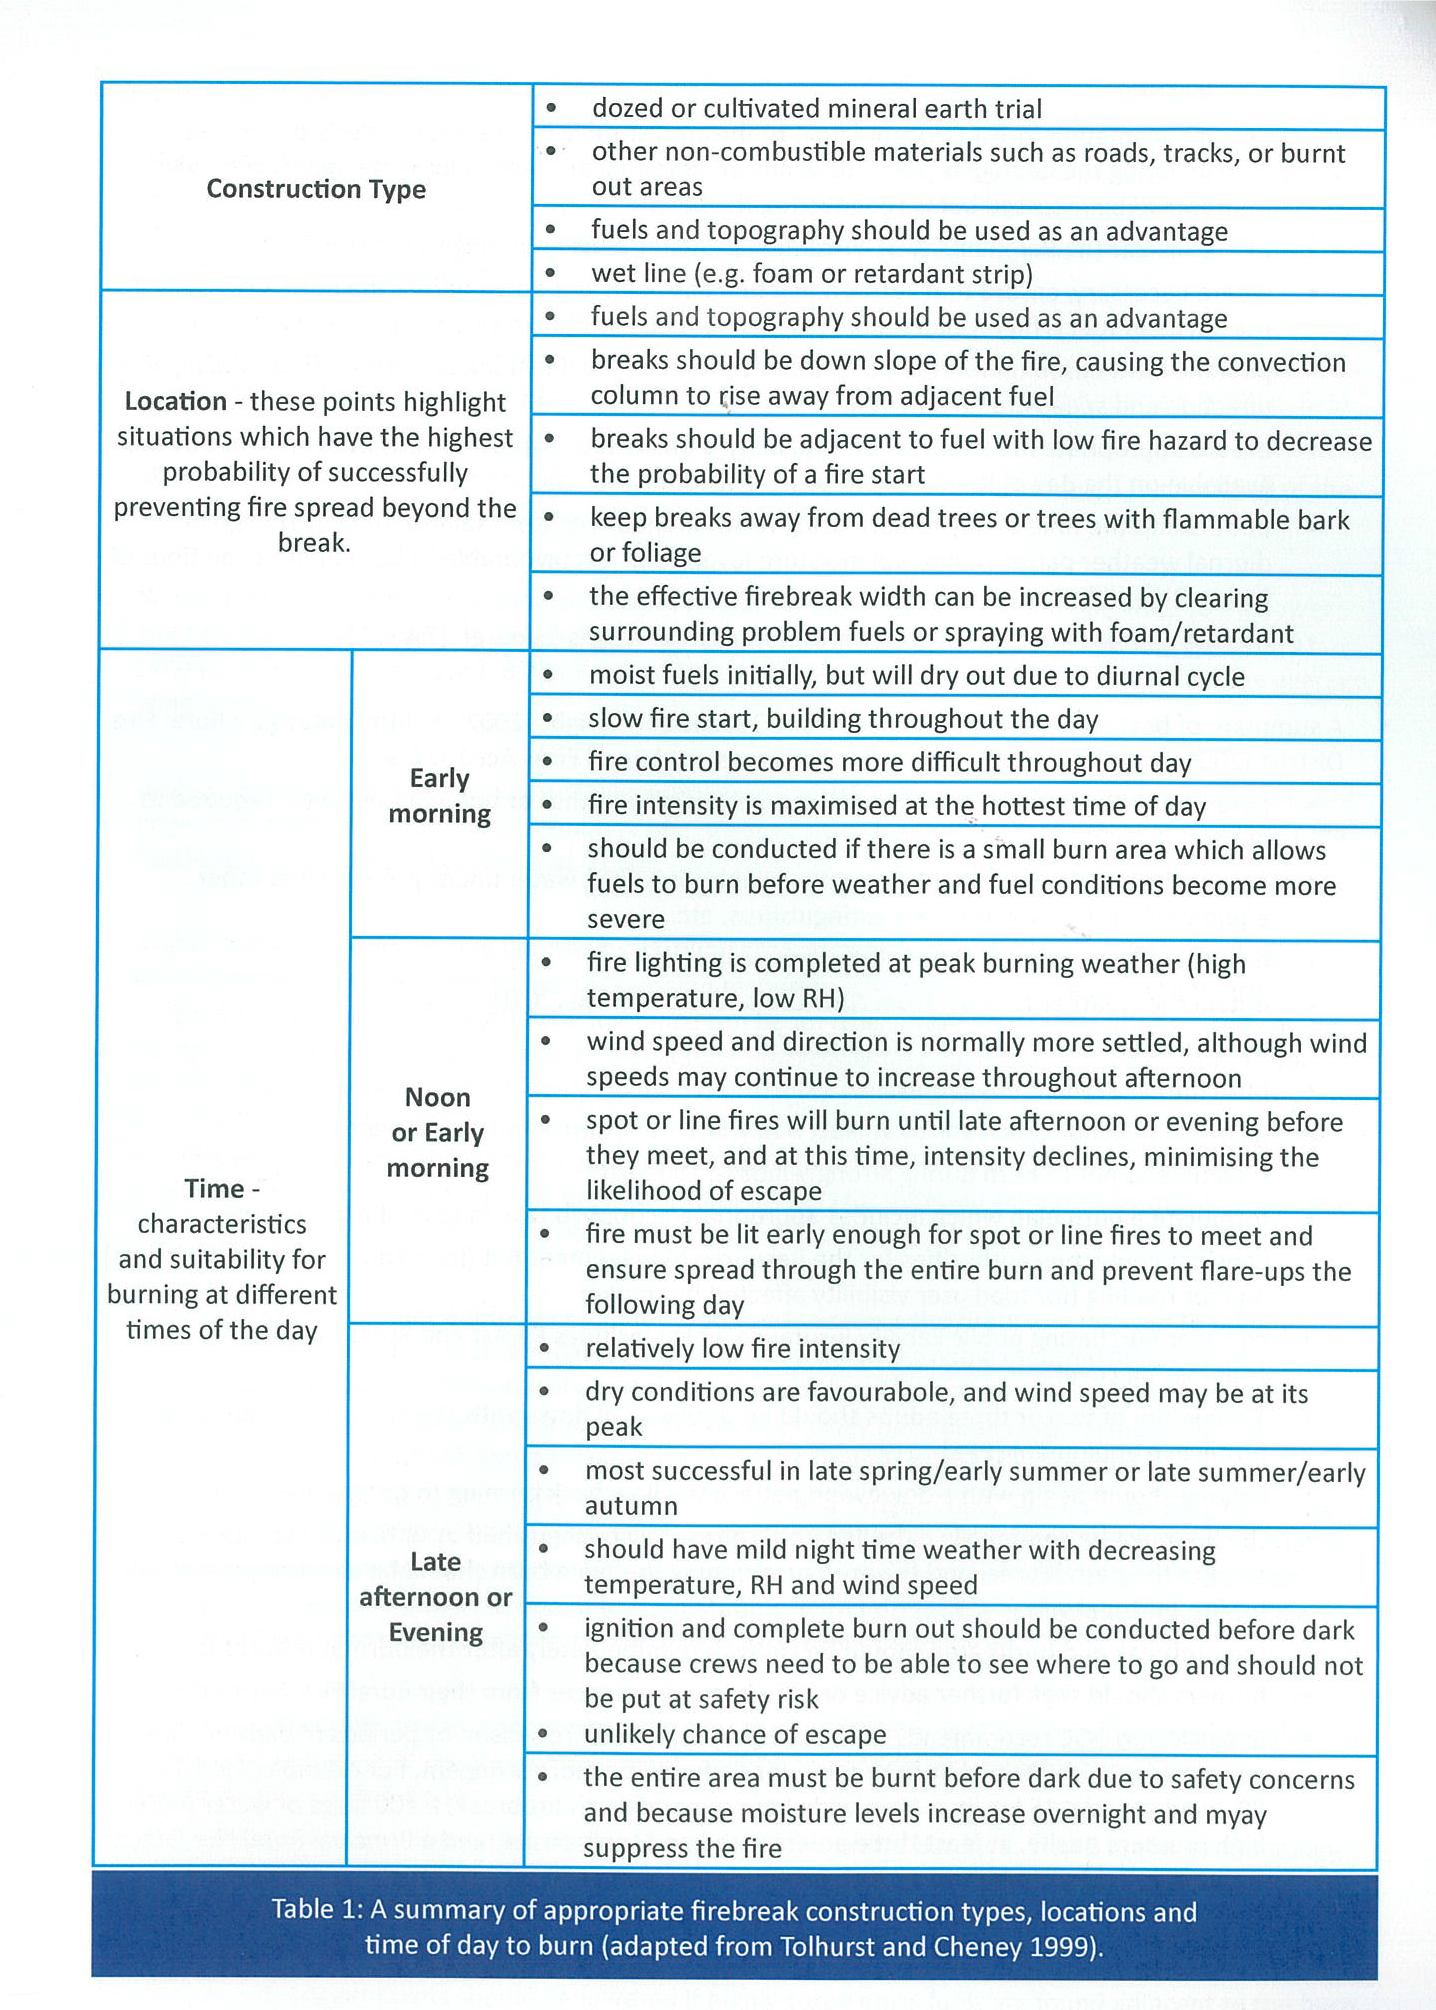 Construction Type
• dozed or cultivated mineral earth trial
• other non-combustible materials such as roads, tracks, or burnt
out areas
• fuels and topography should be used as an advantage
• wet line (e.g. foam or retardant strip)
Location - these points highlight
situations which have the highest
probability of successfully
preventing fire spread beyond the
break.
• fuels and topography should be used as an advantage
• breaks should be down slope of the fire, causing the convection
column to rise away from adjacent fuel
• breaks should be adjacent to fuel with low fire hazard to decrease
the probability of a fire start
• keep breaks away from dead trees or trees with flammable bark
or foliage
• the effective firebreak width can be increased by clearing
surrounding problem fuels or spraying with foam/retardant
Time -
characteristics
and suitability for
burning at different
times of the day
Early
morning
• moist fuels initially, but will dry out due to diurnal cycle
• slow fire start, building throughout the day
• fire control becomes more difficult throughout day
• fire intensity is maximised at the hottest time of day
• should be conducted if there is a small burn area which allows
fuels to burn before weather and fuel conditions become more
severe
Noon
or Early
morning
• fire lighting is completed at peak burning weather (high
temperature, low RH)
• wind speed and direction is normally more settled, although wind
speeds may continue to increase throughout afternoon
• spot or line fires will burn until late afternoon or evening before
they meet, and at this time, intensity declines, minimising the
likelihood of escape
• fire must be lit early enough for spot or line fires to meet and
ensure spread through the entire burn and prevent flare-ups the
following day
Late
afternoon or
Evening
• relatively low fire intensity
• dry conditions are favourabole, and wind speed may be at its
peak
• most successful in late spring/early summer or late summer/early
autumn
• should have mild night time weather with decreasing
temperature, RH and wind speed
• ignition and complete burn out should be conducted before dark
because crews need to be able to see where to go and should not
be put at safety risk
• unlikely chance of escape
• the entire area must be burnt before dark due to safety concerns
and because moisture levels increase overnight and myay
suppress the fire
Table 1: A summary of appropriate firebreak construction types, locations and
time of day to burn (adapted from Tolhurst and Cheney 1999).